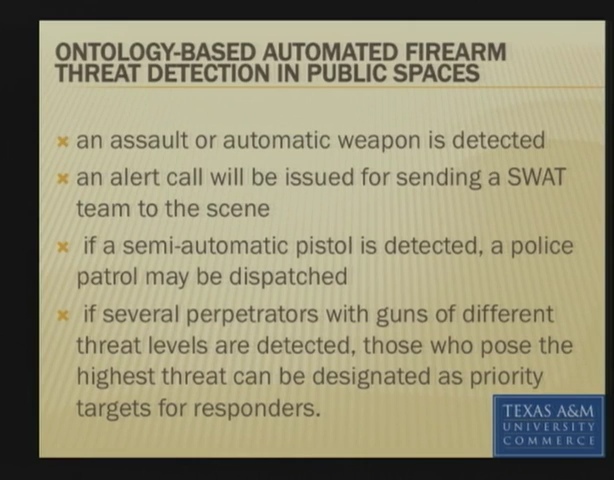 ONTOLOGY-BASED AUTOMATED FIREARM
THREAT DETECTION IN PUBLIC SPACES
an assault or automatic weapon is detected
an alert call will be issued for sending a SWAT
team to the scene
if a semi-automatic pistol is detected, a police
patrol may be dispatched
if several perpetrators with guns of different
threat levels are detected, those who pose the
highest threat can be designated as priority
targets for responders.
TEXAS A&M
UNIVERSITY
COMMERCE